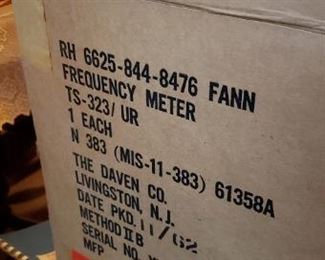 RH 6625-844-8476 FANN
FREQUENCY METER
TS-323/ UR
1 EACH
N 383 (MIS-11-383) 61358A
THE DAVEN CO.
LIVINGSTON, N.J.
DATE PKD. 11/62
METHOD II B
SERIAL NO.
MFP